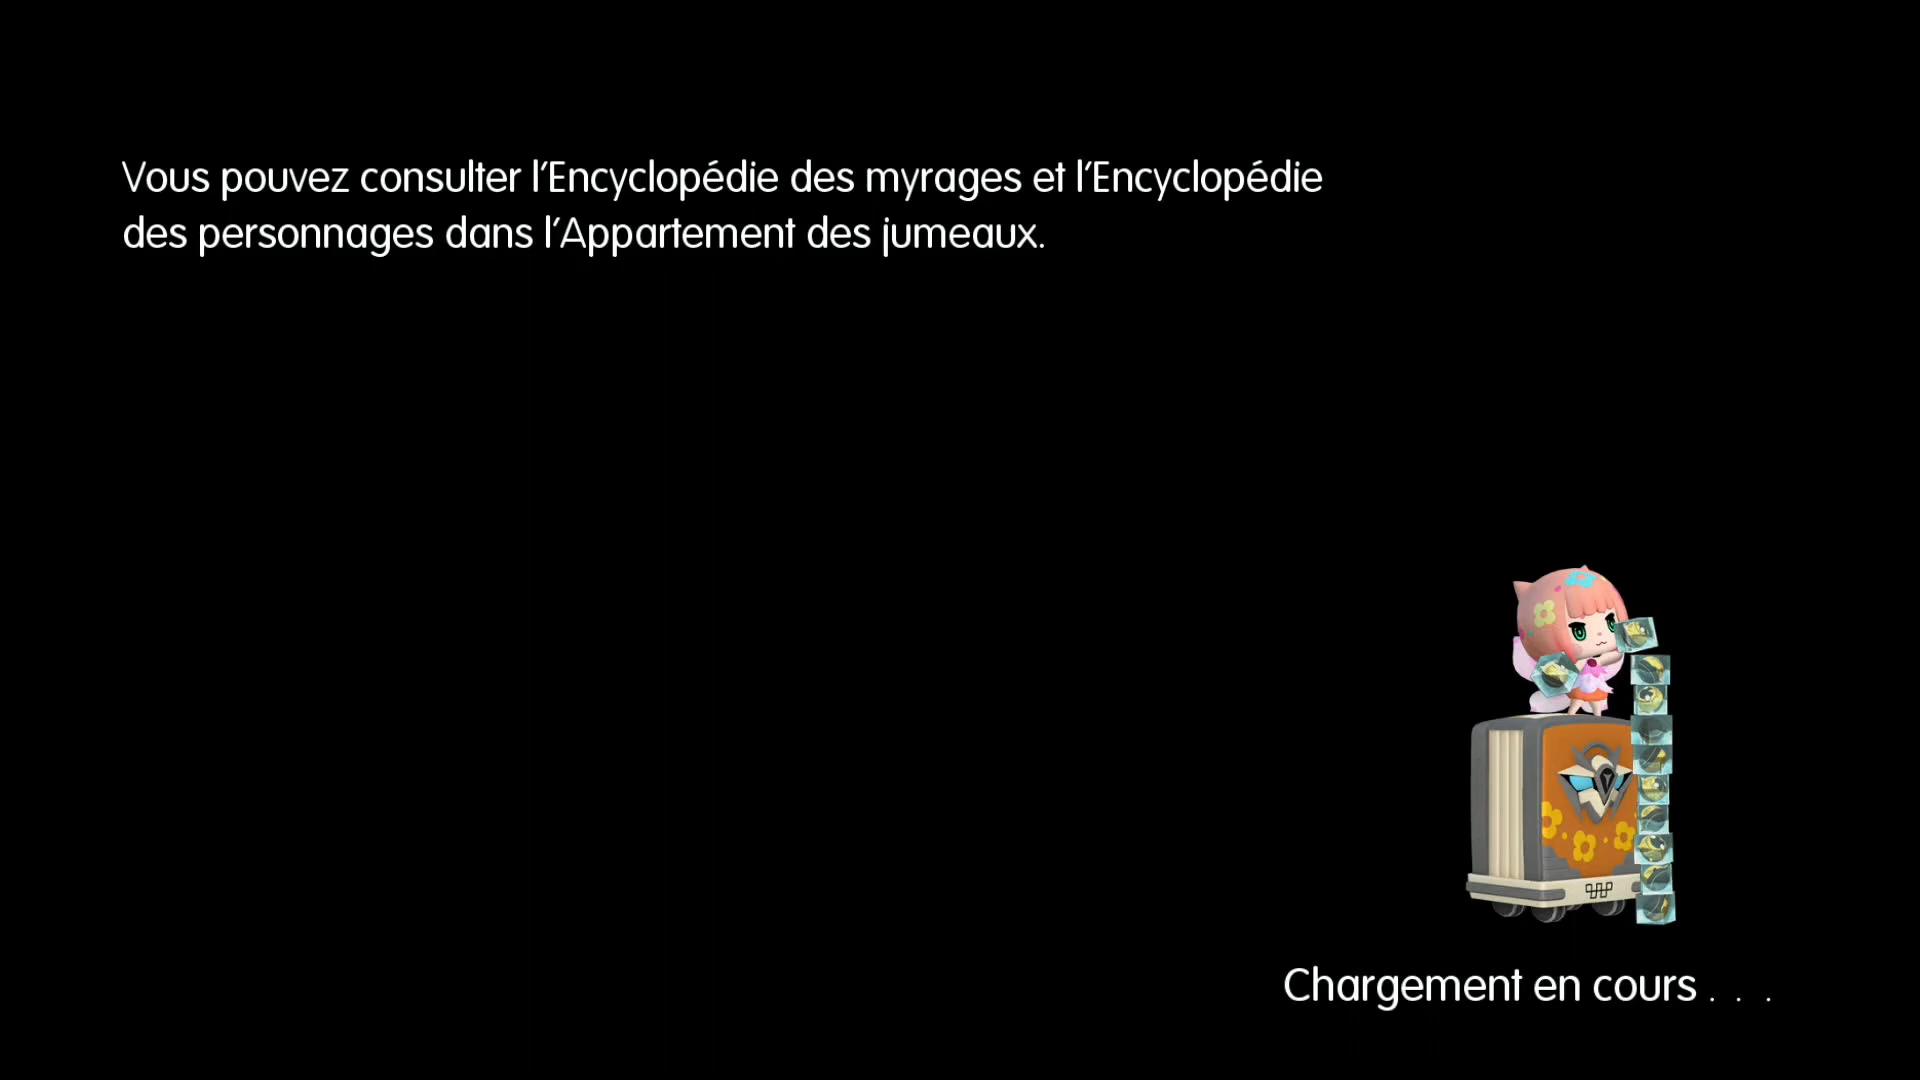 Vous pouvez consulter l'Encyclopédie des myrages et l'Encyclopédie
des personnages dans l'Appartement des jumeaux.
Chargement en cours . . .